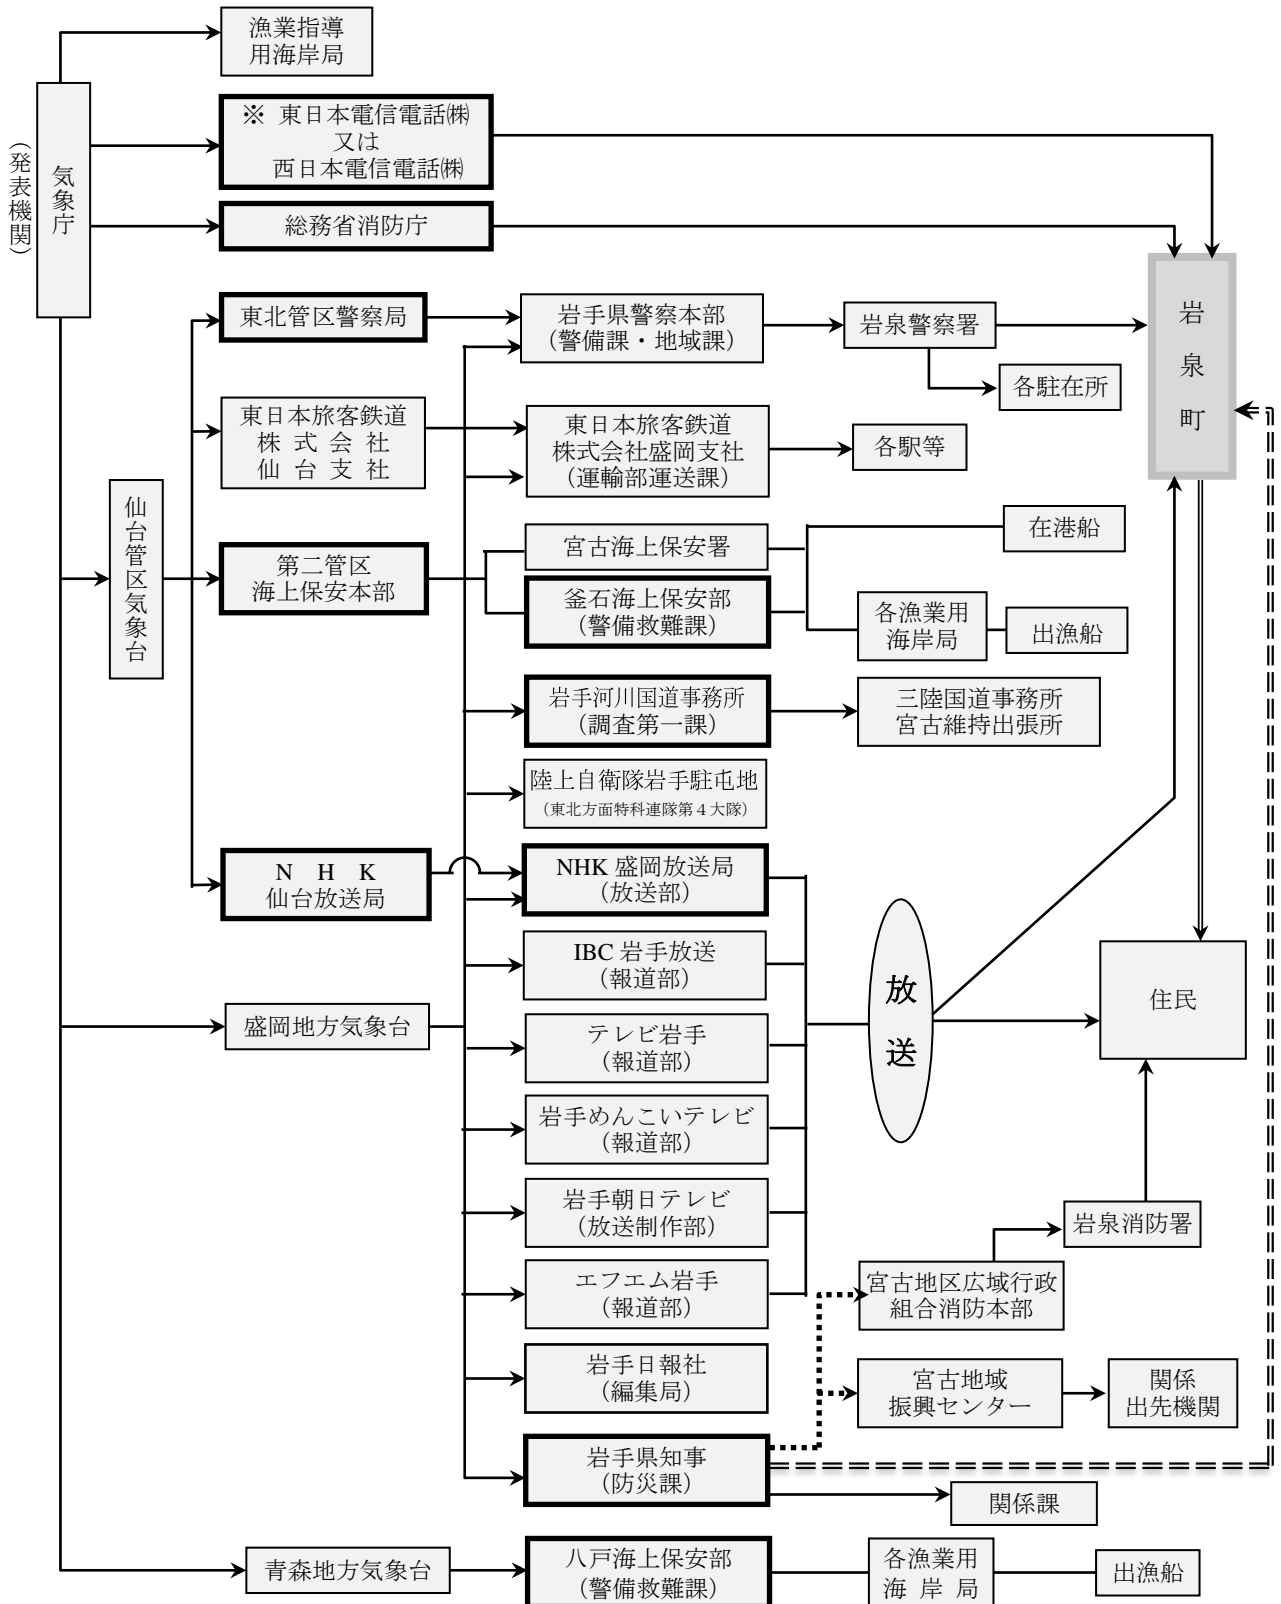 漁業指導
用海岸局
(発表機関)
気象庁
※ 東日本電信電話㈱
又は
西日本電信電話㈱
総務省消防庁
東北管区警察局
岩手県警察本部
(警備課・地域課)
岩泉警察署
各駐在所
岩泉町
東日本旅客鉄道
株式会社
仙台支社
東日本旅客鉄道
株式会社盛岡支社
(運輸部運送課)
各駅等
仙台管区気象台
第二管区
海上保安本部
宮古海上保安署
釜石海上保安部
(警備救難課)
在港船
各漁業用
海岸局
出漁船
岩手河川国道事務所
(調査第一課)
三陸国道事務所
宮古維持出張所
陸上自衛隊岩手駐屯地
(東北方面特科連隊第4大隊)
N H K
仙台放送局
NHK 盛岡放送局
(放送部)
IBC 岩手放送
(報道部)
放送
住民
盛岡地方気象台
テレビ岩手
(報道部)
岩手めんこいテレビ
(報道部)
岩手朝日テレビ
(放送制作部)
岩泉消防署
エフエム岩手
(報道部)
宮古地区広域行政
組合消防本部
岩手日報社
(編集局)
宮古地域
振興センター
関係
出先機関
岩手県知事
(防災課)
関係課
青森地方気象台
八戸海上保安部
(警備救難課)
各漁業用
海岸局
出漁船